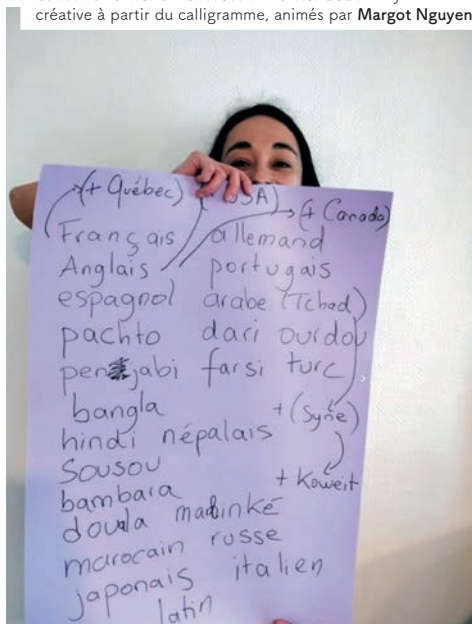 créative à partir du calligramme, animés par Margot Nguyen
(+ Québec) (USA)
(+ Canada)
Français allemand
Anglais portugais
espagnol arabe (Tchad)
pachto dari ourdou
penjabi farsi turc
bangla + (Syrie)
hindi népalais
Sousou + Koweit
bambara
douala malinké
marocain russe
japonais italien
latin